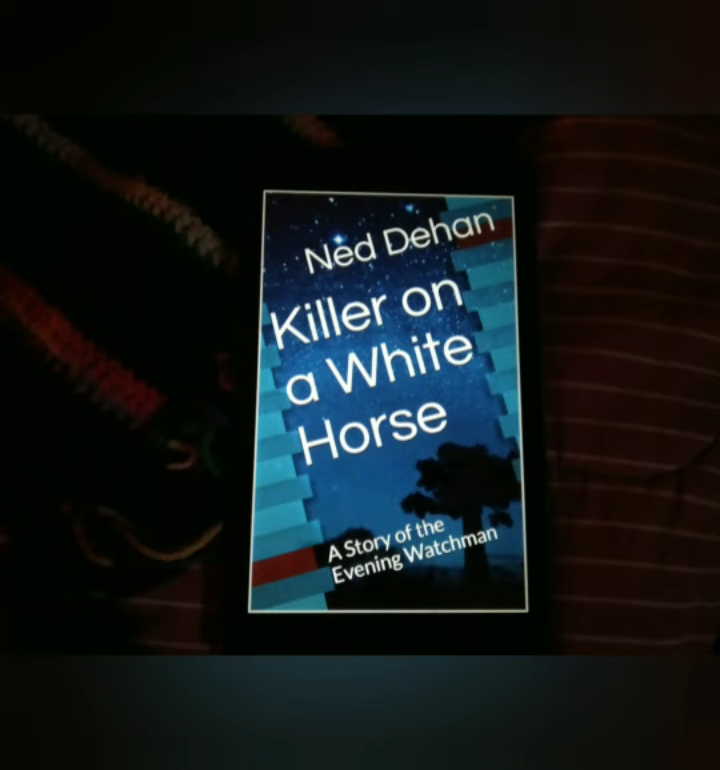 Ned Dehan
Killer on
a White
Horse
A Story of the
Evening Watchman